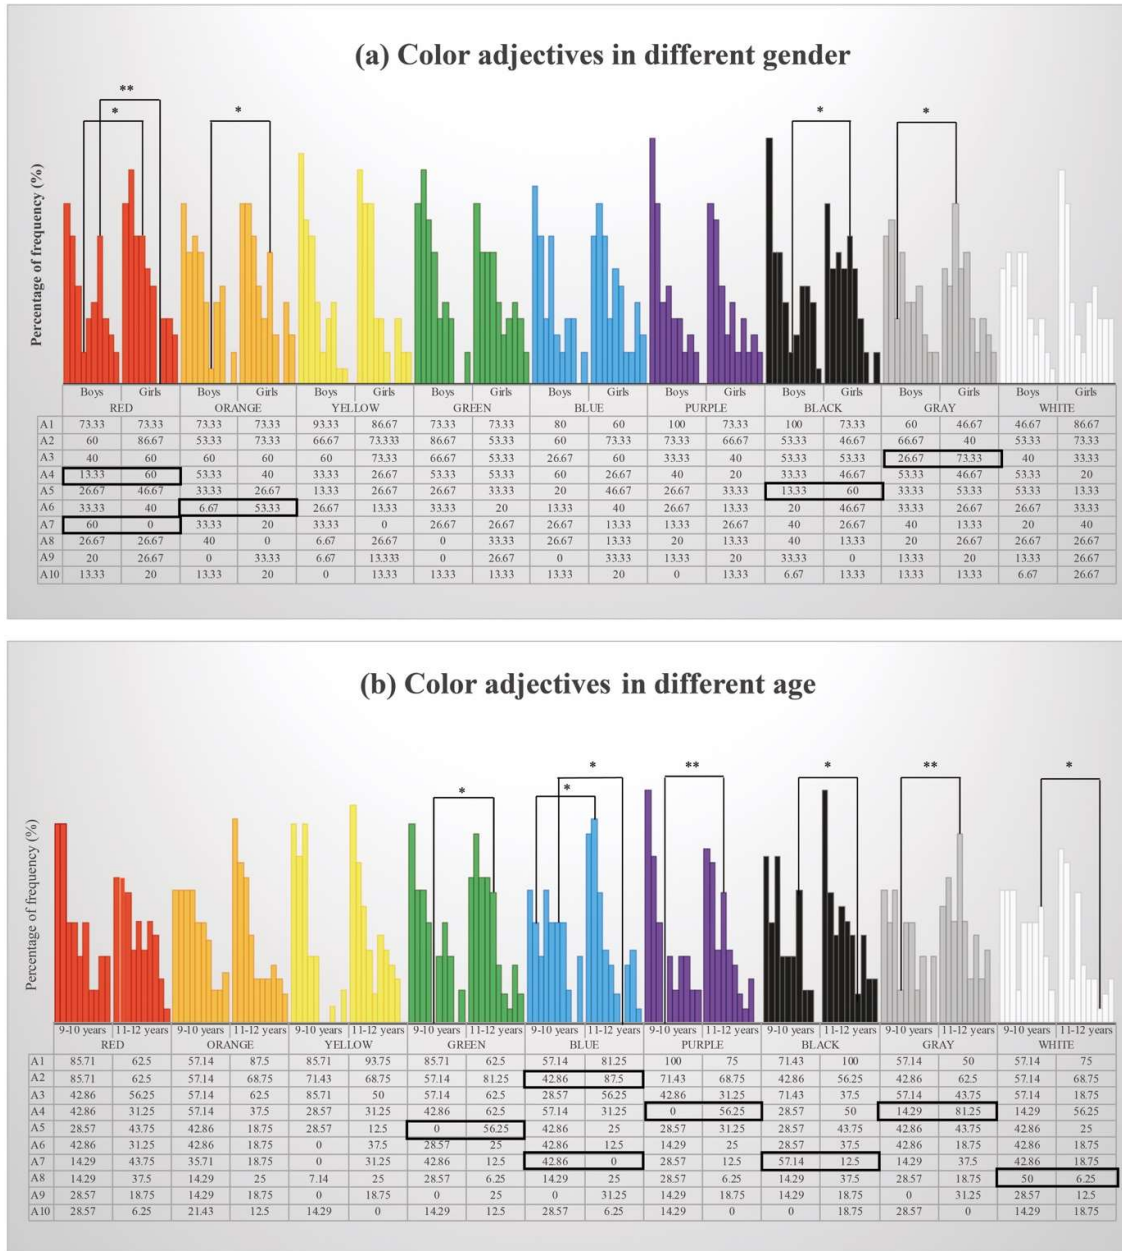 (a) Color adjectives in different gender
**
* * * *
Percentage of frequency (%)
Boys Girls Boys Girls Boys Girls Boys Girls Boys Girls Boys Girls Boys Girls Boys Girls Boys Girls
RED ORANGE YELLOW GREEN BLUE PURPLE BLACK GRAY WHITE
A1 73.33 73.33 73.33 73.33 93.33 86.67 73.33 73.33 80 60 100 73.33 100 73.33 60 46.67 46.67 86.67
A2 60 86.67 53.33 73.33 66.67 73.333 86.67 53.33 60 73.33 73.33 66.67 53.33 46.67 66.67 40 53.33 73.33
A3 40 60 60 60 60 73.33 66.67 53.33 26.67 60 33.33 40 53.33 53.33 26.67 73.33 40 33.33
A4 13.33 60 53.33 40 33.33 26.67 53.33 53.33 60 26.67 40 20 33.33 46.67 53.33 46.67 53.33 20
A5 26.67 46.67 33.33 26.67 13.33 26.67 26.67 33.33 20 46.67 26.67 33.33 13.33 60 33.33 53.33 53.33 13.33
A6 33.33 40 6.67 53.33 26.67 13.33 33.33 20 13.33 40 26.67 13.33 20 46.67 33.33 26.67 26.67 33.33
A7 60 0 33.33 20 33.33 0 26.67 26.67 26.67 13.33 13.33 26.67 40 46.67 40 13.33 20 40
A8 26.67 26.67 40 0 6.67 26.67 0 33.33 26.67 13.33 20 13.33 40 13.33 20 26.67 26.67 26.67
A9 20 26.67 0 33.33 6.67 13.333 0 26.67 0 33.33 13.33 20 33.33 0 13.33 20 13.33 26.67
A10 13.33 20 13.33 20 0 13.33 13.33 13.33 13.33 20 0 13.33 6.67 13.33 13.33 13.33 6.67 26.67
(b) Color adjectives in different age
* ** * ** *
* *
Percentage of frequency (%)
9-10 years 11-12 years 9-10 years 11-12 years 9-10 years 11-12 years 9-10 years 11-12 years 9-10 years 11-12 years 9-10 years 11-12 years 9-10 years 11-12 years 9-10 years 11-12 years 9-10 years 11-12 years
RED ORANGE YELLOW GREEN BLUE PURPLE BLACK GRAY WHITE
A1 85.71 62.5 57.14 87.5 85.71 93.75 85.71 62.5 57.14 81.25 100 75 71.43 100 57.14 50 57.14 75
A2 85.71 62.5 57.14 68.75 71.43 68.75 57.14 81.25 42.86 87.5 71.43 68.75 42.86 56.25 42.86 62.5 57.14 68.75
A3 42.86 56.25 57.14 62.5 85.71 50 57.14 62.5 28.57 56.25 42.86 31.25 71.43 37.5 57.14 43.75 57.14 18.75
A4 42.86 31.25 57.14 37.5 28.57 31.25 42.86 62.5 57.14 31.25 0 56.25 28.57 50 14.29 81.25 14.29 56.25
A5 28.57 43.75 42.86 18.75 28.57 12.5 0 56.25 42.86 25 28.57 31.25 28.57 43.75 42.86 43.75 42.86 25
A6 42.86 31.25 42.86 18.75 0 37.5 28.57 25 42.86 12.5 14.29 25 28.57 37.5 42.86 18.75 42.86 18.75
A7 14.29 43.75 35.71 18.75 0 31.25 42.86 12.5 42.86 0 28.57 12.5 57.14 12.5 14.29 37.5 42.86 18.75
A8 14.29 37.5 14.29 25 7.14 25 28.57 6.25 14.29 25 28.57 6.25 14.29 37.5 28.57 18.75 50 6.25
A9 28.57 18.75 14.29 18.75 0 18.75 0 25 0 31.25 14.29 18.75 0 25 0 31.25 28.57 12.5
A10 28.57 6.25 21.43 12.5 14.29 0 14.29 12.5 28.57 6.25 14.29 0 0 18.75 28.57 0 14.29 18.75